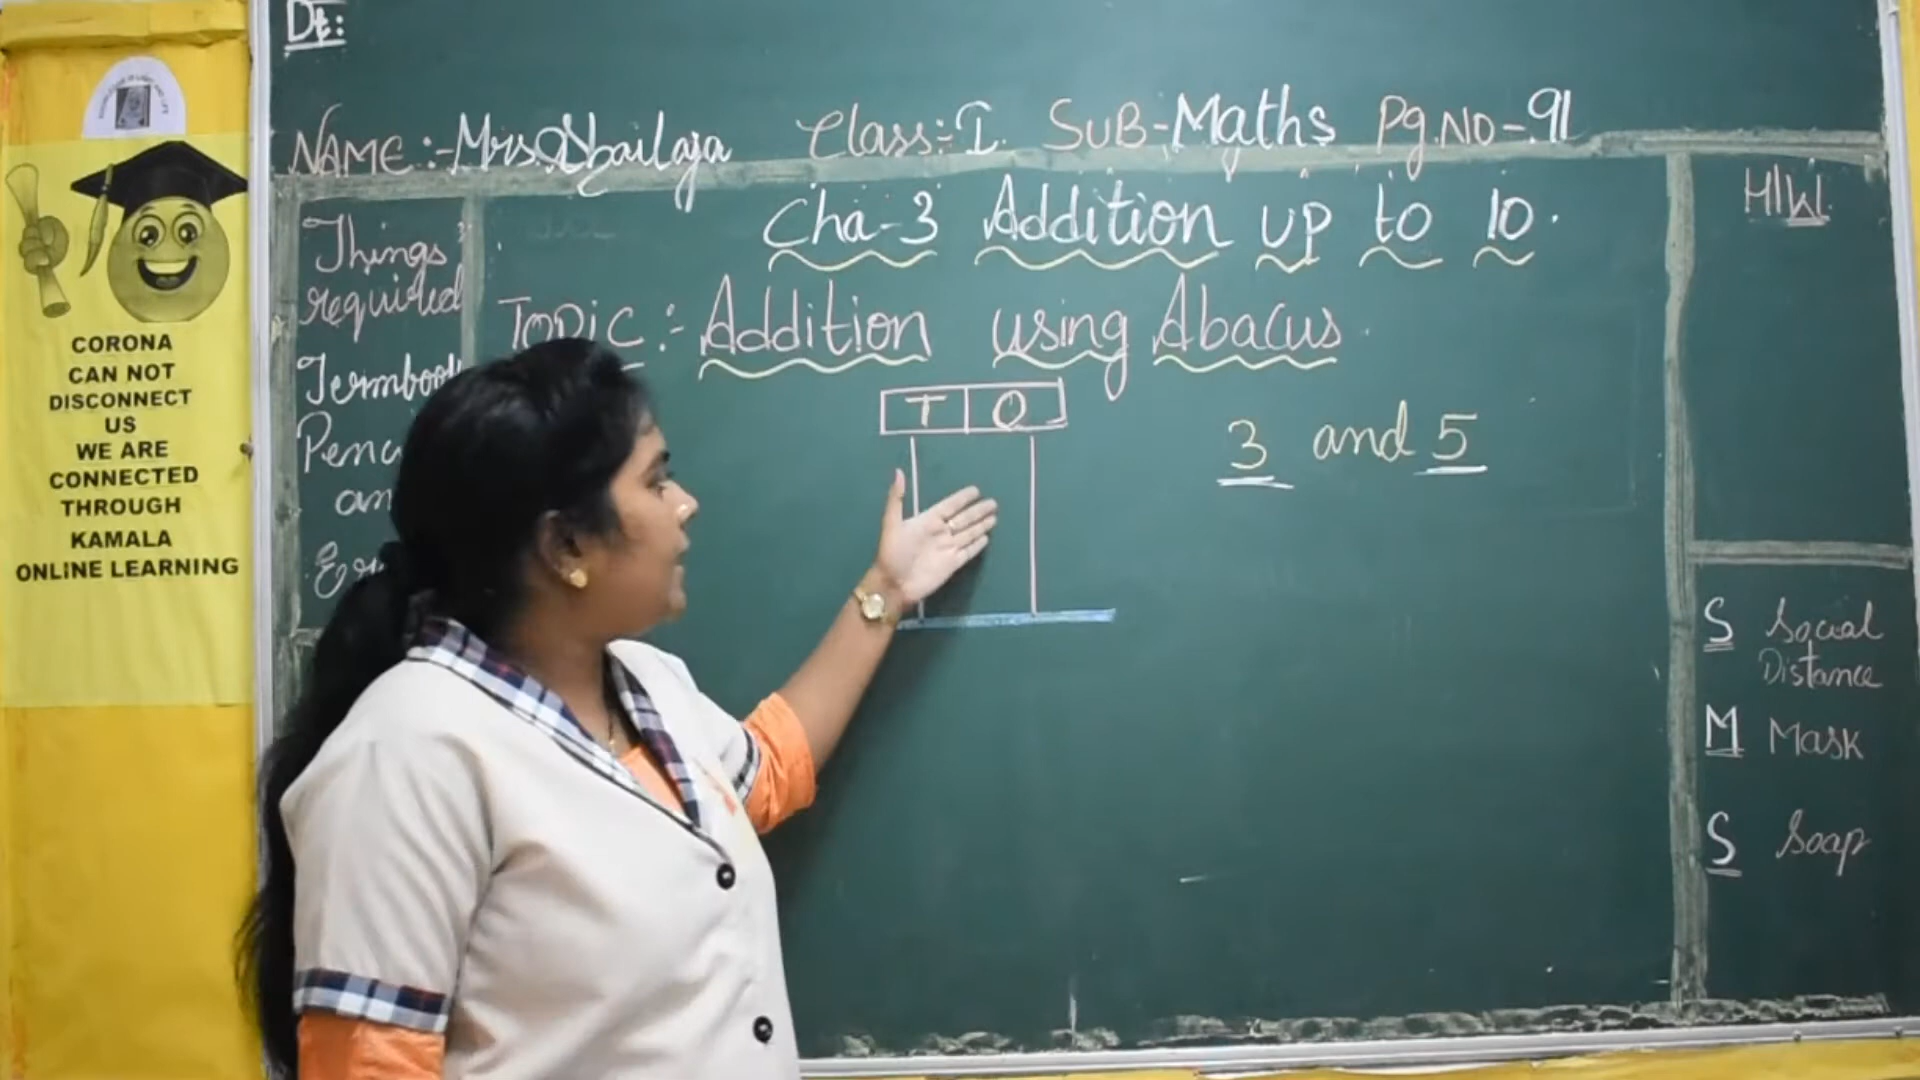 Dt:
NAME:- Mrs. Shailaja Class:- I. SUB-Maths Pg.No-91
Cha-3 Addition up to 10.
Topic:- Addition using Abacus.
T O
3 and 5
Things
required
Termbook
H/W
S Social
Distance
M Mask
S Soap
CORONA
CAN NOT
DISCONNECT
US
WE ARE
CONNECTED
THROUGH
KAMALA
ONLINE LEARNING